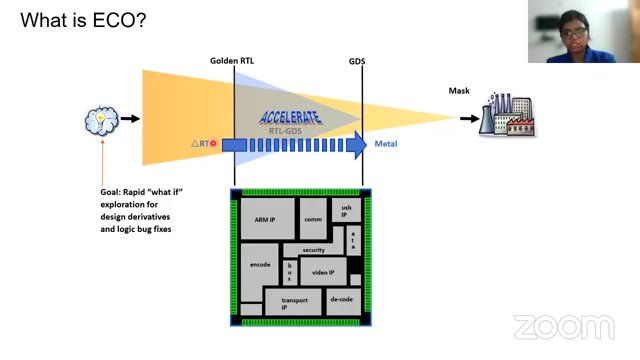 What is ECO?
Golden RTL
GDS
Mask
ACCELERATE
RTL-GDS
△RT
Metal
Goal: Rapid "what if"
exploration for
design derivatives
and logic bug fixes
ARM IP
comm
usb
IP
a
t
a
security
encode
b
u
s
video IP
transport
IP
de-code
zoom